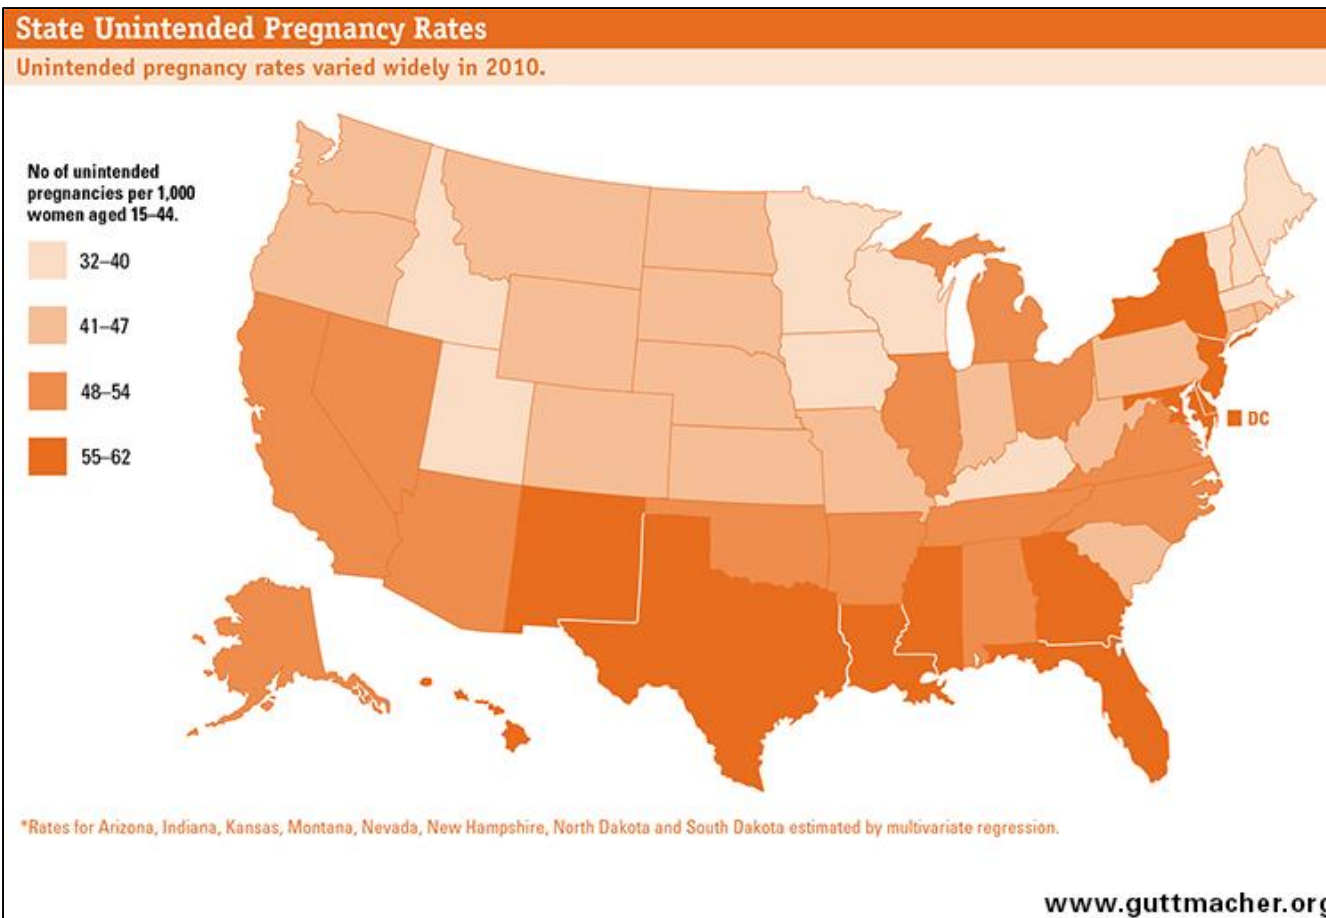 State Unintended Pregnancy Rates
Unintended pregnancy rates varied widely in 2010.
No of unintended
pregnancies per 1,000
women aged 15–44.
32–40
41–47
48–54
55–62
DC
*Rates for Arizona, Indiana, Kansas, Montana, Nevada, New Hampshire, North Dakota and South Dakota estimated by multivariate regression.
www.guttmacher.org